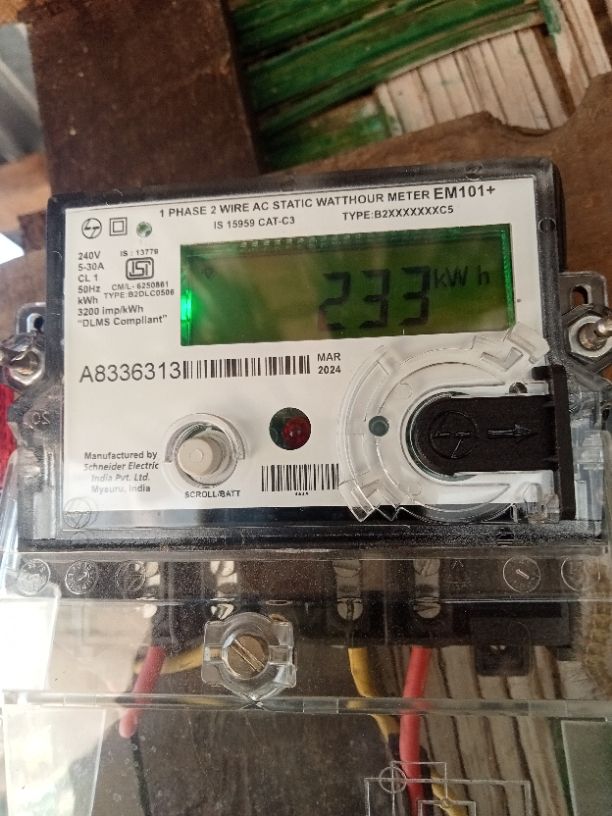 1 PHASE 2 WIRE AC STATIC WATTHOUR METER EM101+
IS 15959 CAT-C3 TYPE:B2XXXXXXXC5
240V IS : 13779
5-30A
CL 1
50Hz CM/L- 6250861
kWh TYPE:B2DLC0506
3200 imp/kWh
"DLMS Compliant"
233 kWh
A8336313
MAR
2024
Manufactured by
Schneider Electric
India Pvt. Ltd.
Mysuru, India
SCROLL/BATT